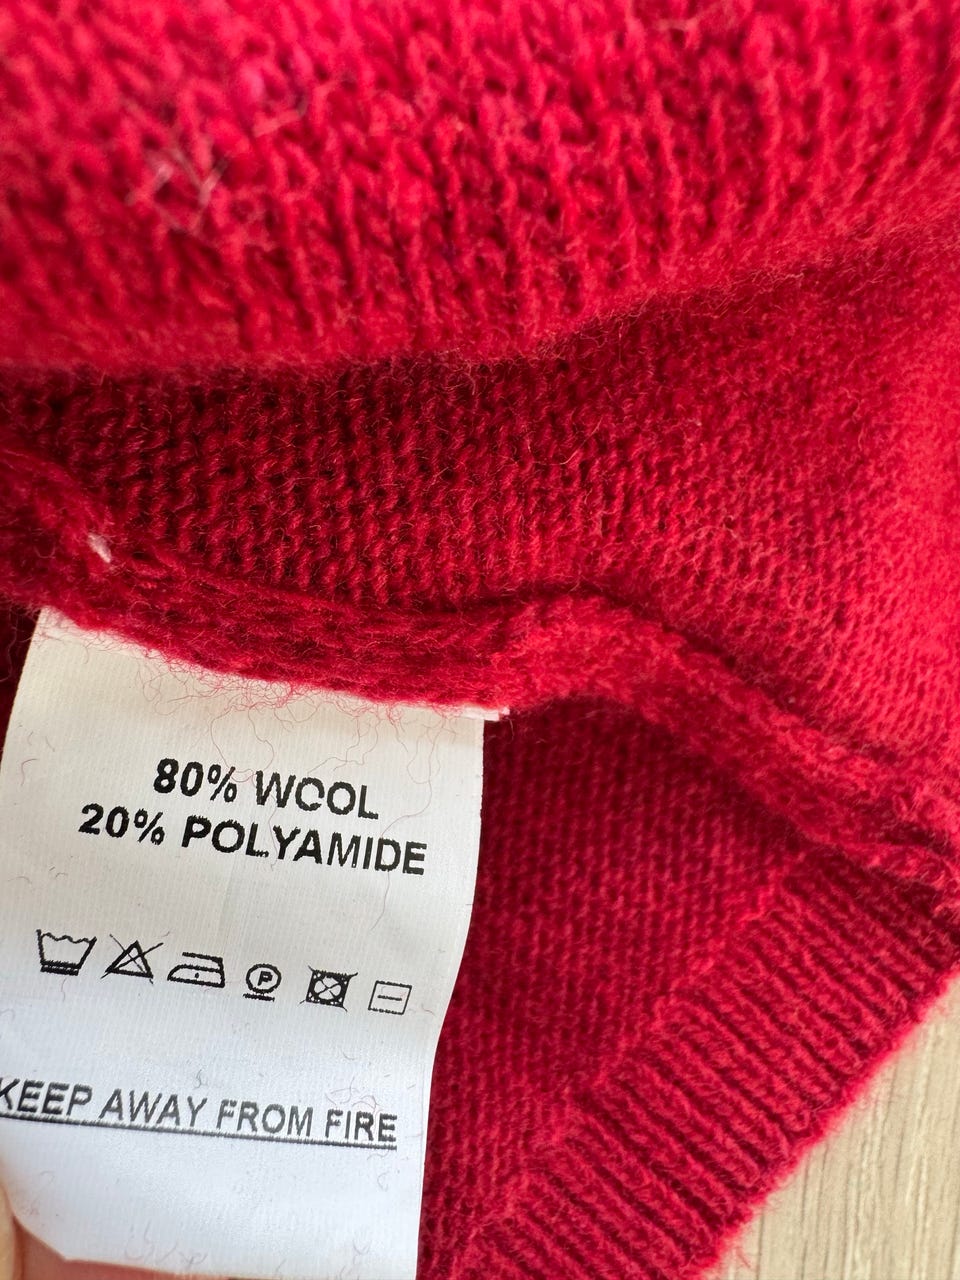 80% WOOL
20% POLYAMIDE
P
KEEP AWAY FROM FIRE